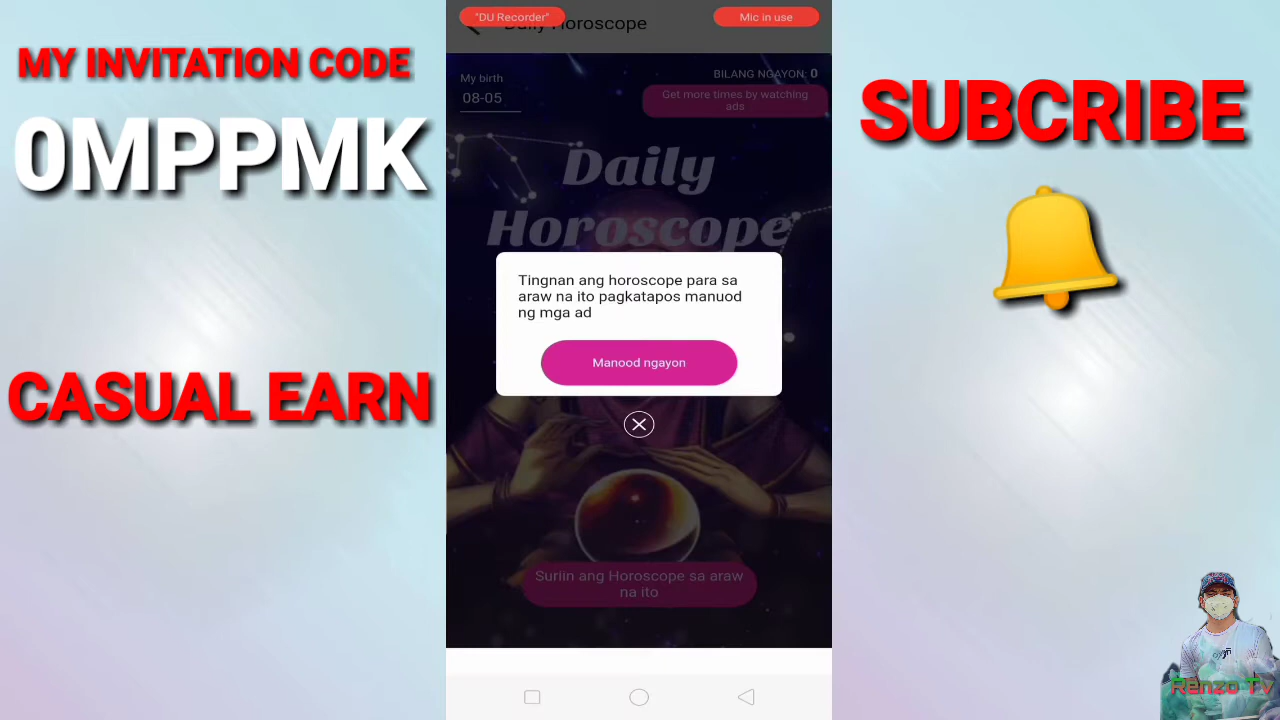 MY INVITATION CODE
0MPPMK
CASUAL EARN
"DU Recorder"
Mic in use
Daily Horoscope
My birth
08-05
BILANG NGAYON: 0
Get more times by watching
ads
Daily
Horoscope
Tingnan ang horoscope para sa
araw na ito pagkatapos manuod
ng mga ad
Manood ngayon
Suriin ang Horoscope sa araw
na ito
SUBCRIBE
Renzo Tv